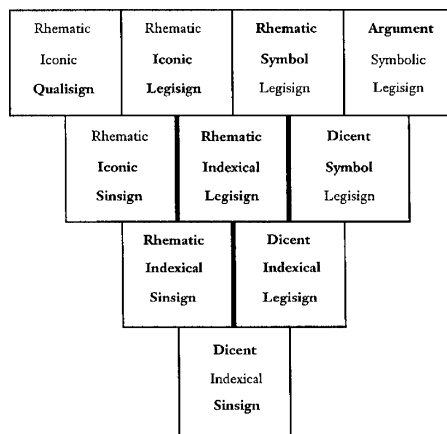 Rhematic
Iconic
Qualisign
Rhematic
Iconic
Legisign
Rhematic
Symbol
Legisign
Argument
Symbolic
Legisign
Rhematic
Iconic
Sinsign
Rhematic
Indexical
Legisign
Dicent
Symbol
Legisign
Rhematic
Indexical
Sinsign
Dicent
Indexical
Legisign
Dicent
Indexical
Sinsign